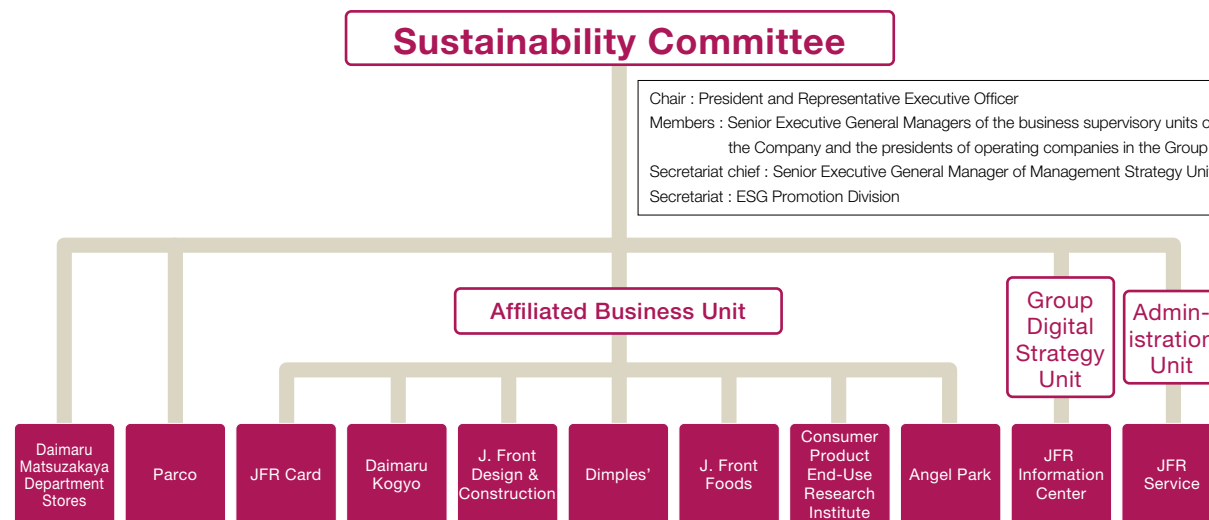 Sustainability Committee
Chair : President and Representative Executive Officer
Members : Senior Executive General Managers of the business supervisory units
the Company and the presidents of operating companies in the Group
Secretariat chief : Senior Executive General Manager of Management Strategy
Secretariat : ESG Promotion Division
Affiliated Business Unit
Group
Digital
Strategy
Unit
Admin-
istration
Unit
Daimaru
Matsuzakaya
Department
Stores
Parco
JFR Card
Daimaru
Kogyo
J. Front
Design &
Construction
Dimples'
J. Front
Foods
Consumer
Product
End-Use
Research
Institute
Angel Park
JFR
Information
Center
JFR
Service